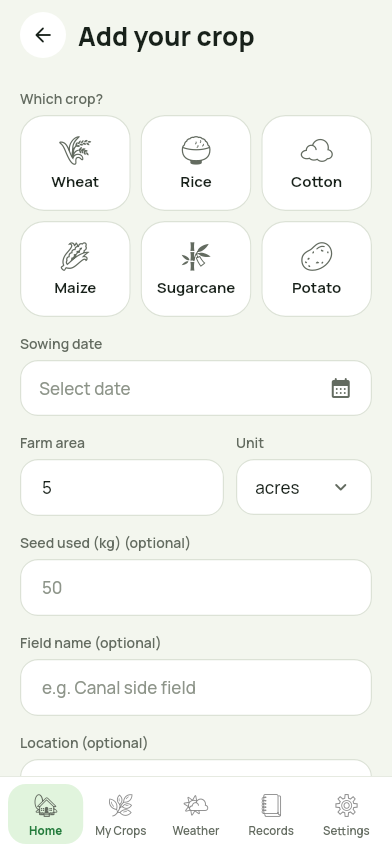 Add your crop
Which crop?
Wheat
Rice
Cotton
Maize
Sugarcane
Potato
Sowing date
Select date
Farm area
Unit
5
acres
Seed used (kg) (optional)
50
Field name (optional)
e.g. Canal side field
Location (optional)
Home
My Crops
Weather
Records
Settings